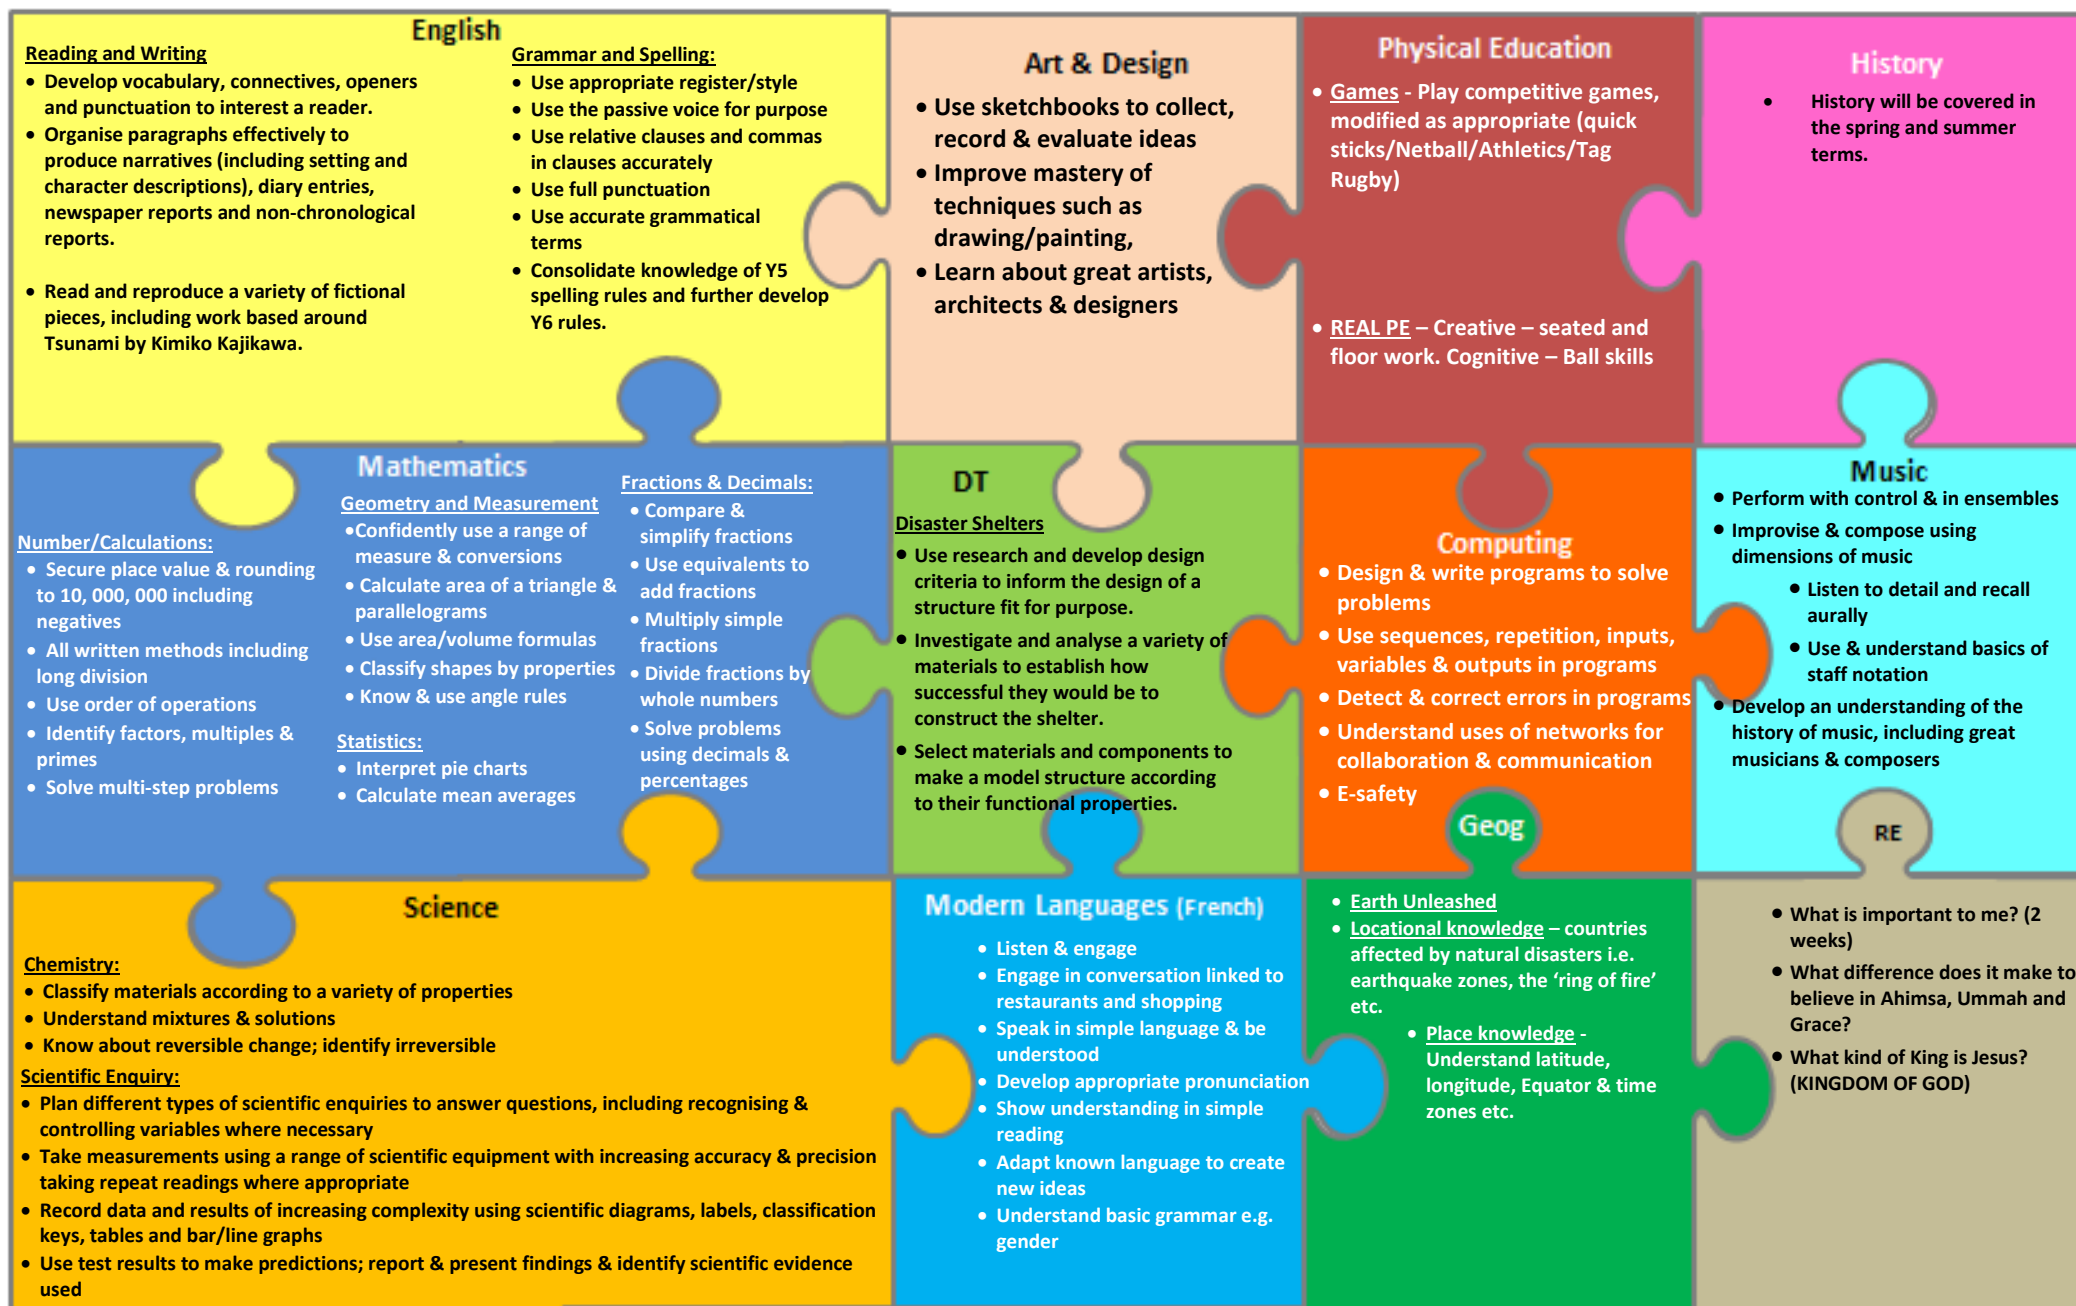 English
Reading and Writing
• Develop vocabulary, connectives, openers
and punctuation to interest a reader.
• Organise paragraphs effectively to
produce narratives (including setting and
character descriptions), diary entries,
newspaper reports and non-chronological
reports.
• Read and reproduce a variety of fictional
pieces, including work based around
Tsunami by Kimiko Kajikawa.
Grammar and Spelling:
• Use appropriate register/style
• Use the passive voice for purpose
• Use relative clauses and commas
in clauses accurately
• Use full punctuation
• Use accurate grammatical
terms
• Consolidate knowledge of Y5
spelling rules and further develop
Y6 rules.
Art & Design
• Use sketchbooks to collect,
record & evaluate ideas
• Improve mastery of
techniques such as
drawing/painting,
• Learn about great artists,
architects & designers
Physical Education
• Games - Play competitive games,
modified as appropriate (quick
sticks/Netball/Athletics/Tag
Rugby)
• REAL PE – Creative – seated and
floor work. Cognitive – Ball skills
History
• History will be covered in
the spring and summer
terms.
Mathematics
Number/Calculations:
• Secure place value & rounding
to 10, 000, 000 including
negatives
• All written methods including
long division
• Use order of operations
• Identify factors, multiples &
primes
• Solve multi-step problems
Geometry and Measurement
•Confidently use a range of
measure & conversions
• Calculate area of a triangle &
parallelograms
• Use area/volume formulas
• Classify shapes by properties
• Know & use angle rules
Statistics:
• Interpret pie charts
• Calculate mean averages
Fractions & Decimals:
• Compare &
simplify fractions
• Use equivalents to
add fractions
• Multiply simple
fractions
• Divide fractions by
whole numbers
• Solve problems
using decimals &
percentages
DT
Disaster Shelters
• Use research and develop design
criteria to inform the design of a
structure fit for purpose.
• Investigate and analyse a variety of
materials to establish how
successful they would be to
construct the shelter.
• Select materials and components to
make a model structure according
to their functional properties.
Computing
• Design & write programs to solve
problems
• Use sequences, repetition, inputs,
variables & outputs in programs
• Detect & correct errors in programs
• Understand uses of networks for
collaboration & communication
• E-safety
Music
• Perform with control & in ensembles
• Improvise & compose using
dimensions of music
• Listen to detail and recall
aurally
• Use & understand basics of
staff notation
• Develop an understanding of the
history of music, including great
musicians & composers
Science
Chemistry:
• Classify materials according to a variety of properties
• Understand mixtures & solutions
• Know about reversible change; identify irreversible
Scientific Enquiry:
• Plan different types of scientific enquiries to answer questions, including recognising &
controlling variables where necessary
• Take measurements using a range of scientific equipment with increasing accuracy & precision
taking repeat readings where appropriate
• Record data and results of increasing complexity using scientific diagrams, labels, classification
keys, tables and bar/line graphs
• Use test results to make predictions; report & present findings & identify scientific evidence
used
Modern Languages (French)
• Listen & engage
• Engage in conversation linked to
restaurants and shopping
• Speak in simple language & be
understood
• Develop appropriate pronunciation
• Show understanding in simple
reading
• Adapt known language to create
new ideas
• Understand basic grammar e.g.
gender
Geog
• Earth Unleashed
• Locational knowledge – countries
affected by natural disasters i.e.
earthquake zones, the ‘ring of fire’
etc.
• Place knowledge -
Understand latitude,
longitude, Equator & time
zones etc.
RE
• What is important to me? (2
weeks)
• What difference does it make to
believe in Ahimsa, Ummah and
Grace?
• What kind of King is Jesus?
(KINGDOM OF GOD)